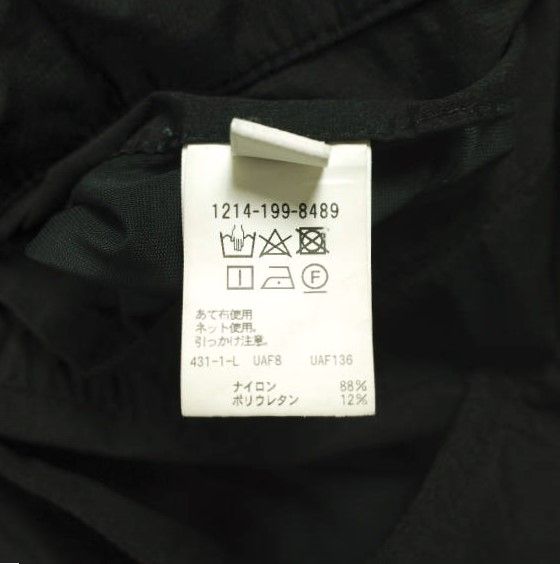 1214-199-8489
F
あて布使用
ネット使用。
引っかけ注意。
431-1-L UAF8 UAF136
ナイロン 88%
ポリウレタン 12%